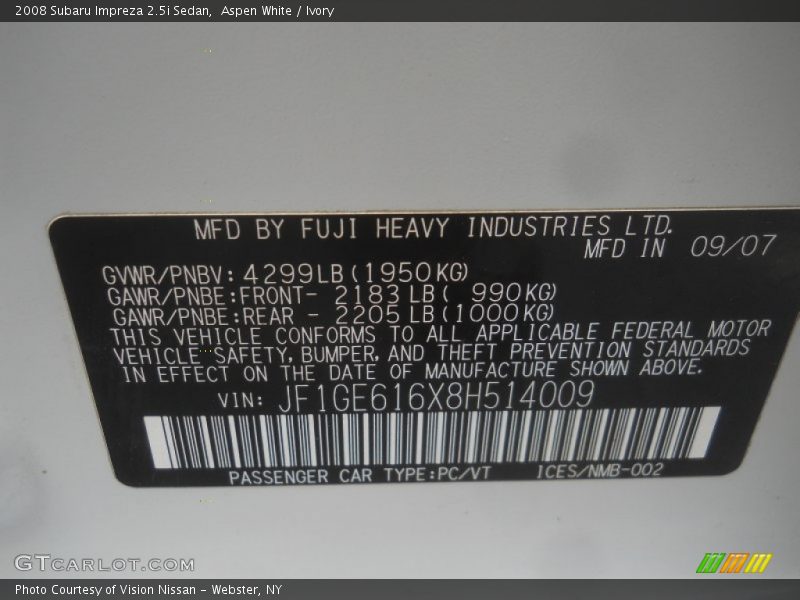 2008 Subaru Impreza 2.5i Sedan,  Aspen White / Ivory
MFD BY FUJI HEAVY INDUSTRIES LTD.
MFD IN 09/07
GVWR/PNBV: 4299LB(1950KG)
GAWR/PNBE:FRONT- 2183 LB( 990KG)
GAWR/PNBE:REAR - 2205 LB(1000KG)
THIS VEHICLE CONFORMS TO ALL APPLICABLE FEDERAL MOTOR
VEHICLE SAFETY, BUMPER, AND THEFT PREVENTION STANDARDS
IN EFFECT ON THE DATE OF MANUFACTURE SHOWN ABOVE.
VIN: JF1GE616X8H514009
PASSENGER CAR TYPE:PC/VT ICES/NMB-002
GTCARLOT.COM
Photo Courtesy of Vision Nissan - Webster, NY